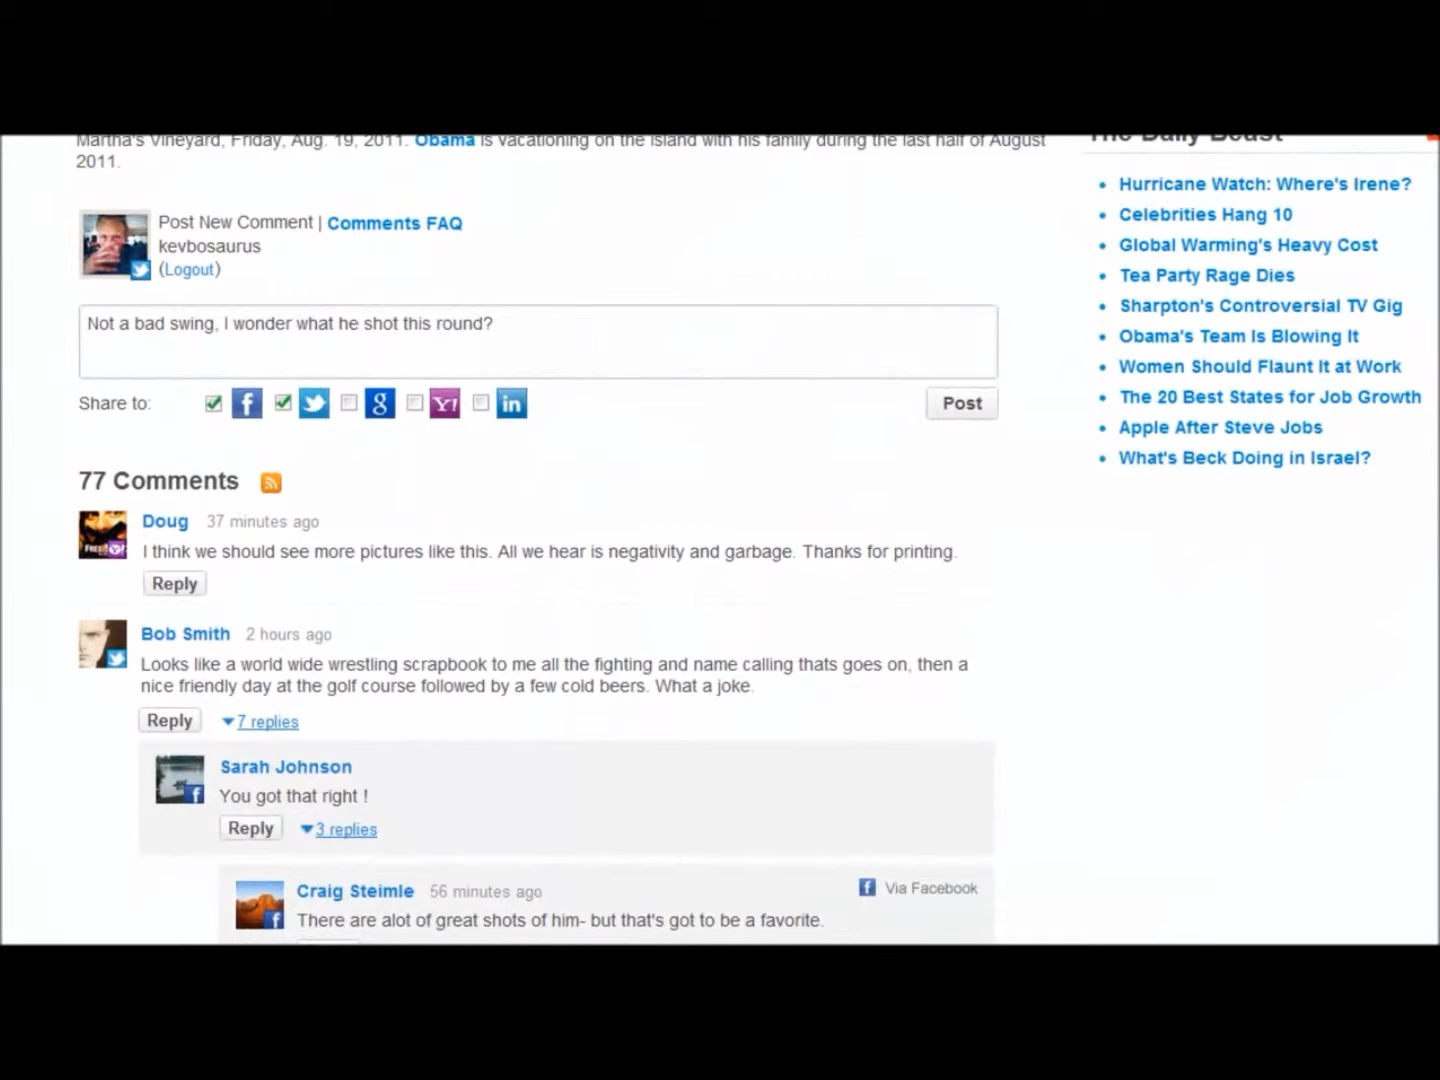 Martha's Vineyard, Friday, Aug. 19, 2011. Obama is vacationing on the island with his family during the last half of August
2011.
Post New Comment | Comments FAQ
kevbosaurus
(Logout)
Not a bad swing, I wonder what he shot this round?
Share to:
Post
77 Comments
Doug 37 minutes ago
I think we should see more pictures like this. All we hear is negativity and garbage. Thanks for printing.
Reply
Bob Smith 2 hours ago
Looks like a world wide wrestling scrapbook to me all the fighting and name calling thats goes on, then a
nice friendly day at the golf course followed by a few cold beers. What a joke.
Reply 7 replies
Sarah Johnson
You got that right !
Reply 3 replies
Craig Steimle 56 minutes ago
Via Facebook
There are alot of great shots of him- but that's got to be a favorite.
The Daily Beast
Hurricane Watch: Where's Irene?
Celebrities Hang 10
Global Warming's Heavy Cost
Tea Party Rage Dies
Sharpton's Controversial TV Gig
Obama's Team Is Blowing It
Women Should Flaunt It at Work
The 20 Best States for Job Growth
Apple After Steve Jobs
What's Beck Doing in Israel?